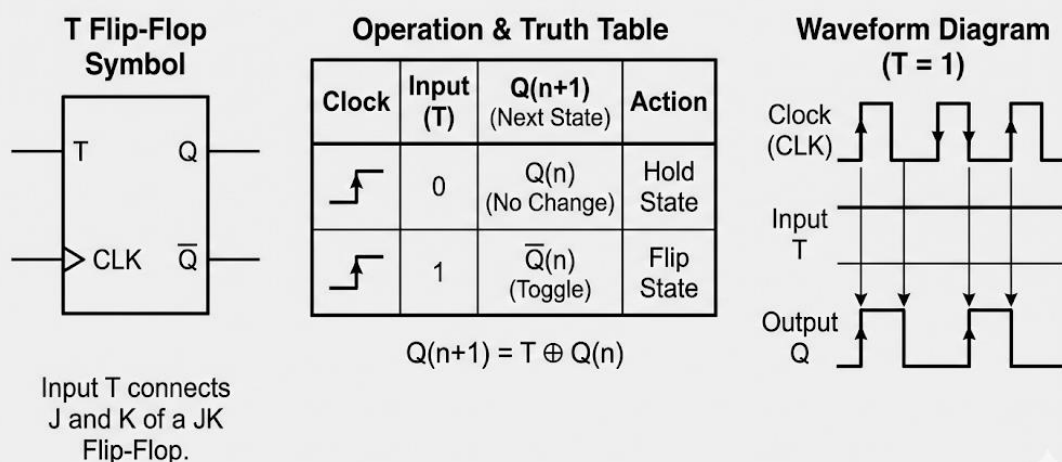 T Flip-Flop
Symbol
T
Q
CLK
Q̅
Input T connects
J and K of a JK
Flip-Flop.
Operation & Truth Table
Clock
Input
(T)
Q(n+1)
(Next State)
Action
0
Q(n)
(No Change)
Hold
State
1
Q̅(n)
(Toggle)
Flip
State
Q(n+1) = T ⊕ Q(n)
Waveform Diagram
(T = 1)
Clock
(CLK)
Input
T
Output
Q